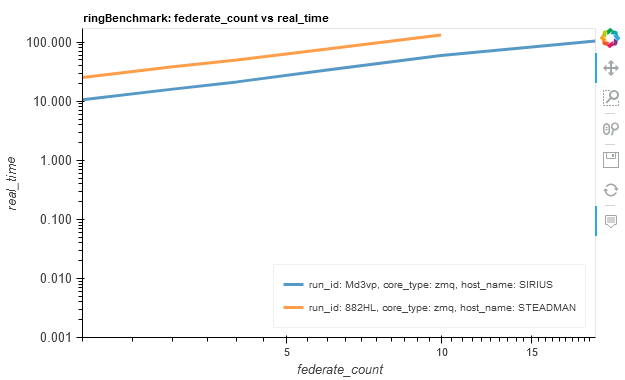 ringBenchmark: federate_count vs real_time
100.000
10.000
1.000
0.100
0.010
0.001
real_time
run_id: Md3vp, core_type: zmq, host_name: SIRIUS
run_id: 882HL, core_type: zmq, host_name: STEADMAN
5
10
15
federate_count